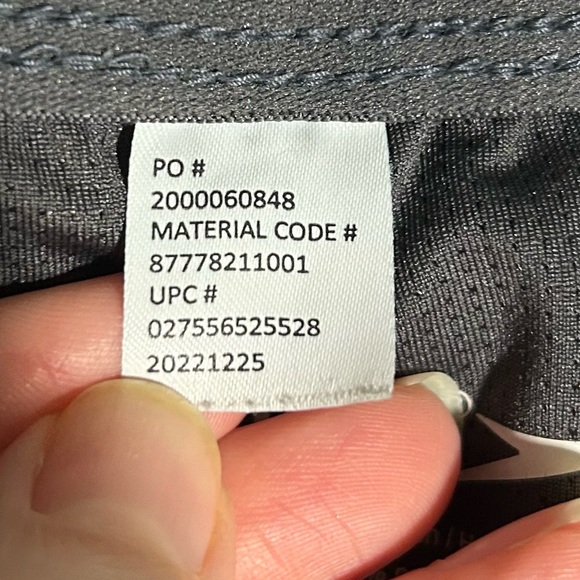 PO #
2000060848
MATERIAL CODE #
87778211001
UPC #
027556525528
20221225